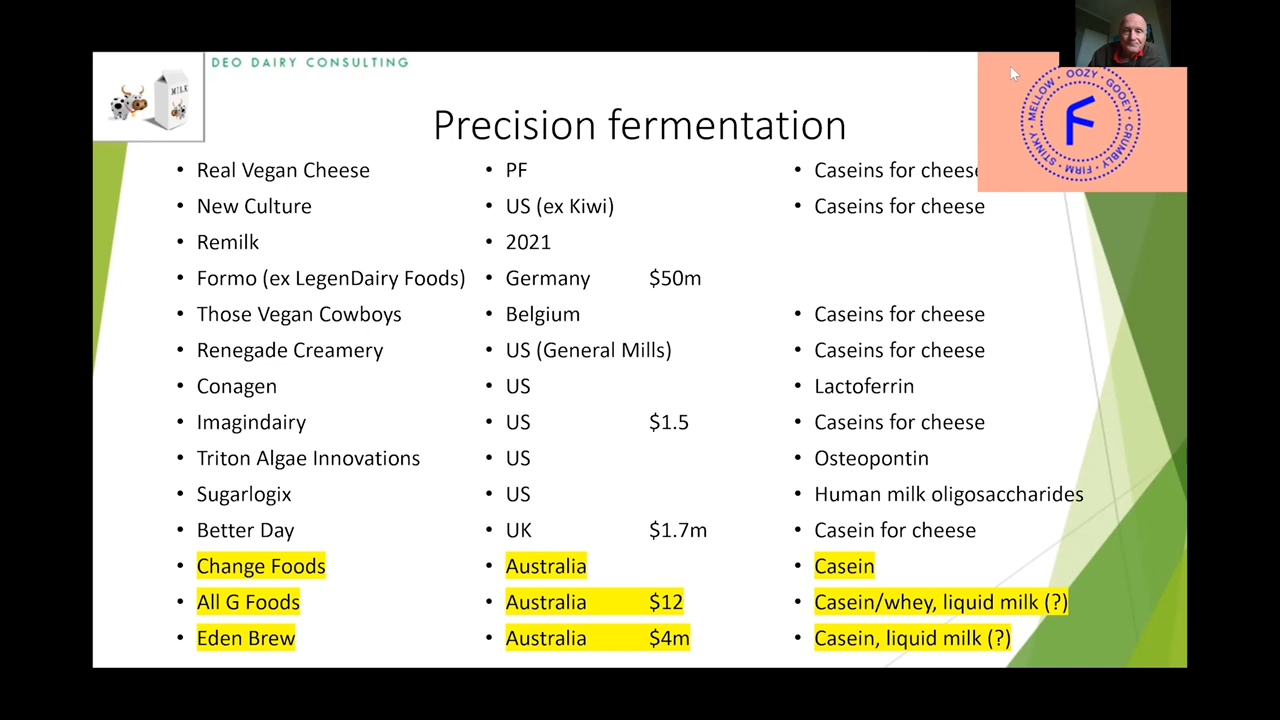 DEO DAIRY CONSULTING
MILK
MELLOW · OOZY · GOOEY · CRUMBLY · FIRM · STINKY ·
F
Precision fermentation
• Real Vegan Cheese • PF • Caseins for cheese
• New Culture • US (ex Kiwi) • Caseins for cheese
• Remilk • 2021
• Formo (ex LegenDairy Foods) • Germany $50m
• Those Vegan Cowboys • Belgium • Caseins for cheese
• Renegade Creamery • US (General Mills) • Caseins for cheese
• Conagen • US • Lactoferrin
• Imagindairy • US $1.5 • Caseins for cheese
• Triton Algae Innovations • US • Osteopontin
• Sugarlogix • US • Human milk oligosaccharides
• Better Day • UK $1.7m • Casein for cheese
• Change Foods • Australia • Casein
• All G Foods • Australia $12 • Casein/whey, liquid milk (?)
• Eden Brew • Australia $4m • Casein, liquid milk (?)